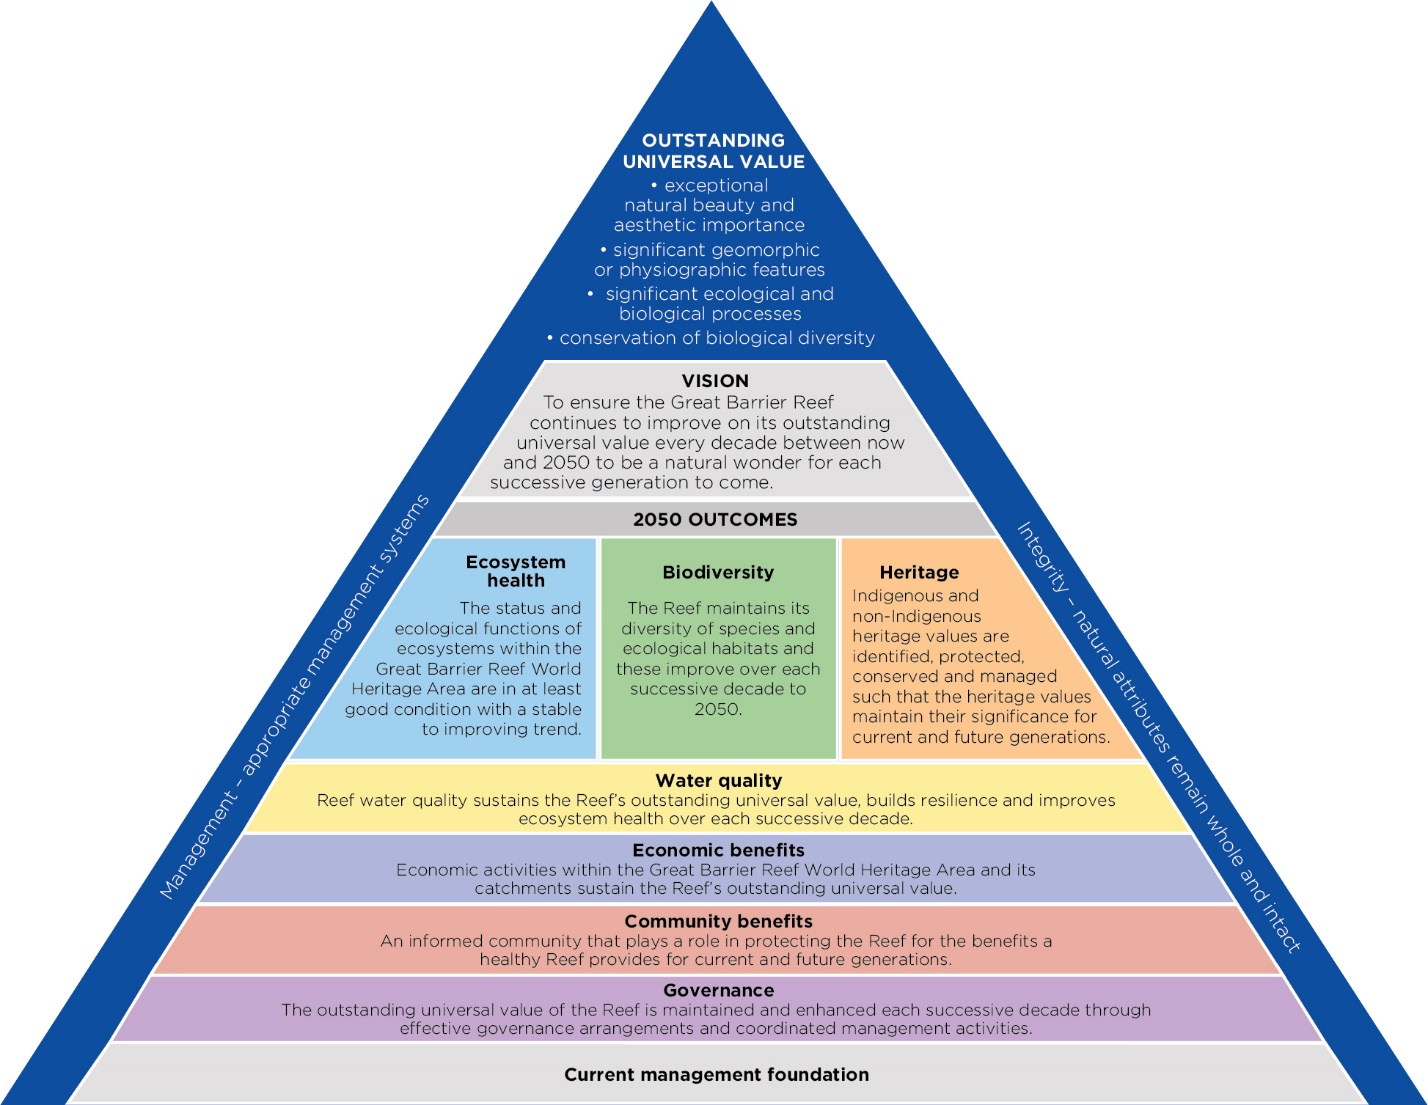 OUTSTANDING
UNIVERSAL VALUE
• exceptional
natural beauty and
aesthetic importance
• significant geomorphic
or physiographic features
• significant ecological and
biological processes
• conservation of biological diversity
VISION
To ensure the Great Barrier Reef
continues to improve on its outstanding
universal value every decade between now
and 2050 to be a natural wonder for each
successive generation to come.
2050 OUTCOMES
Ecosystem
health
The status and
ecological functions of
ecosystems within the
Great Barrier Reef World
Heritage Area are in at least
good condition with a stable
to improving trend.
Biodiversity
The Reef maintains its
diversity of species and
ecological habitats and
these improve over each
successive decade to
2050.
Heritage
Indigenous and
non-Indigenous
heritage values are
identified, protected,
conserved and managed
such that the heritage values
maintain their significance for
current and future generations.
Water quality
Reef water quality sustains the Reef’s outstanding universal value, builds resilience and improves
ecosystem health over each successive decade.
Economic benefits
Economic activities within the Great Barrier Reef World Heritage Area and its
catchments sustain the Reef’s outstanding universal value.
Community benefits
An informed community that plays a role in protecting the Reef for the benefits a
healthy Reef provides for current and future generations.
Governance
The outstanding universal value of the Reef is maintained and enhanced each successive decade through
effective governance arrangements and coordinated management activities.
Current management foundation
Management – appropriate management systems
Integrity – natural attributes remain whole and intact